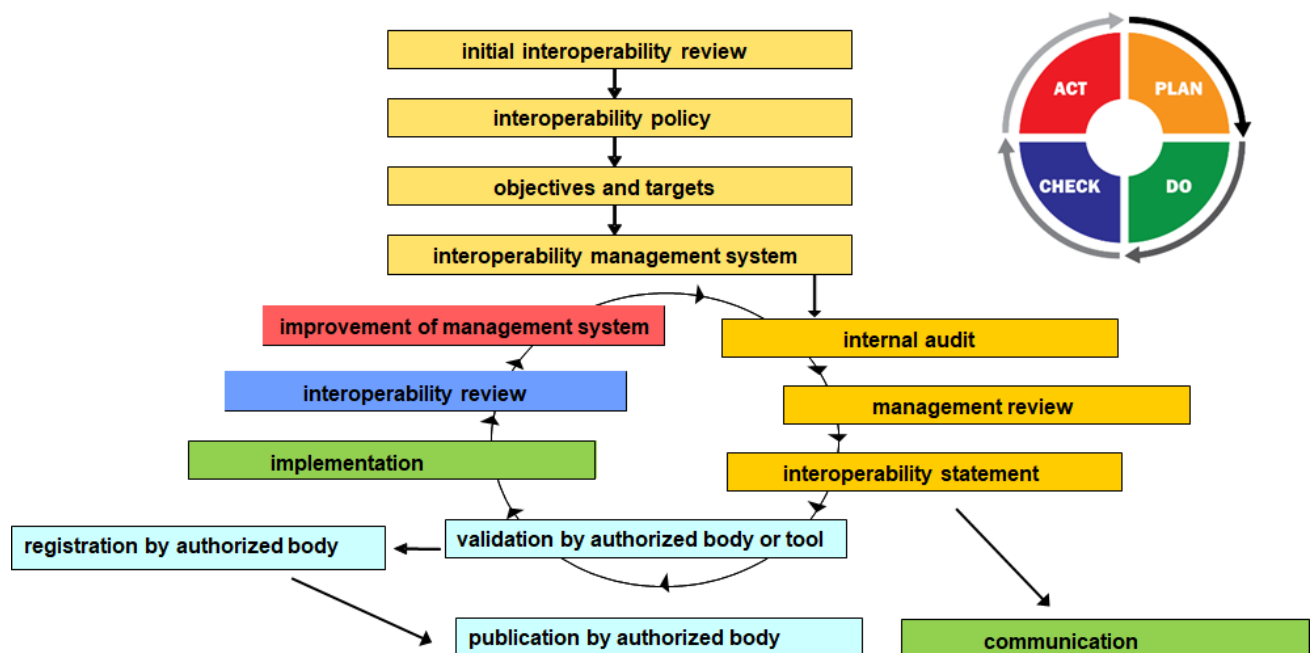 initial interoperability review
ACT
PLAN
interoperability policy
CHECK
DO
objectives and targets
interoperability management system
improvement of management system
internal audit
interoperability review
management review
implementation
interoperability statement
registration by authorized body
validation by authorized body or tool
publication by authorized body
communication